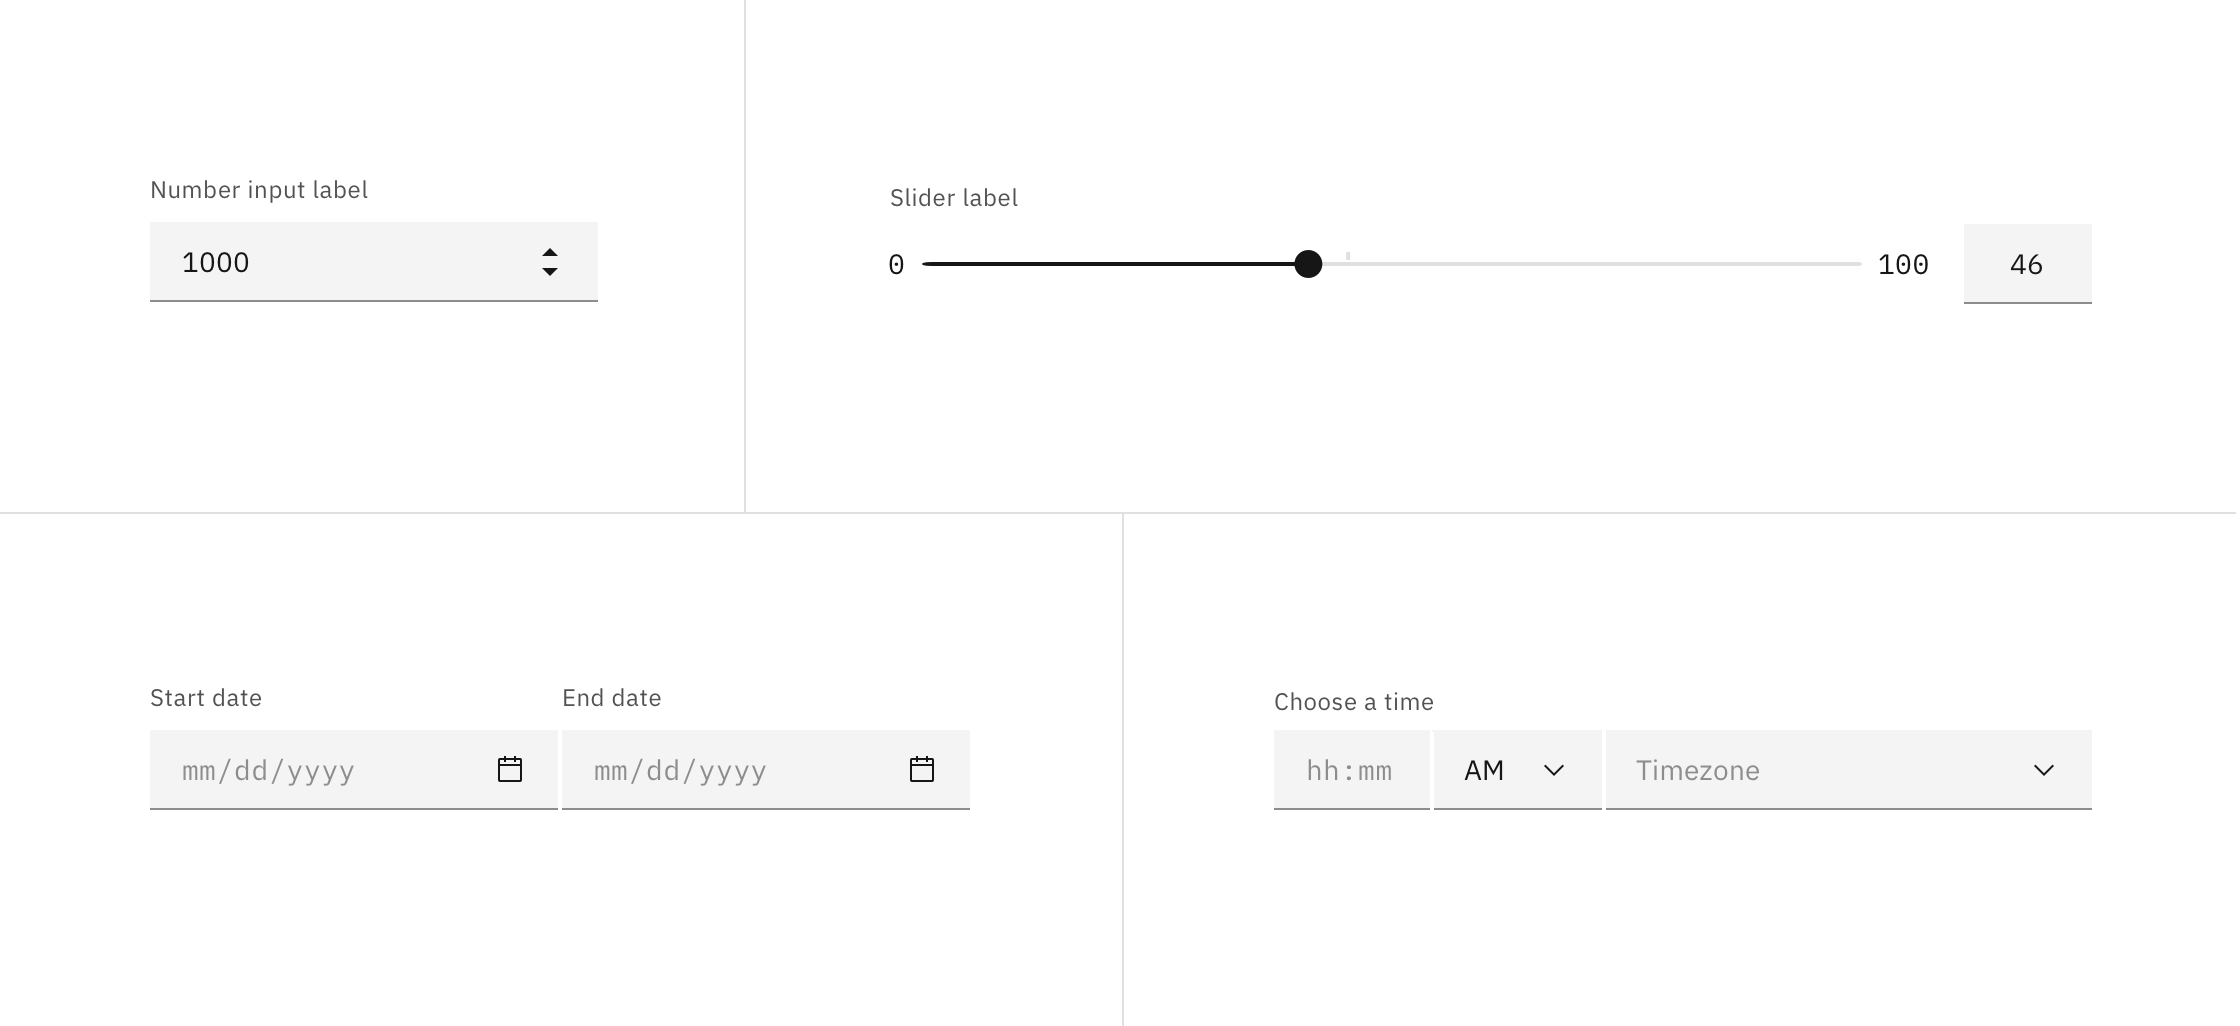 Number input label
1000
Slider label
0 100 46
Start date End date
mm/dd/yyyy mm/dd/yyyy
Choose a time
hh:mm AM Timezone